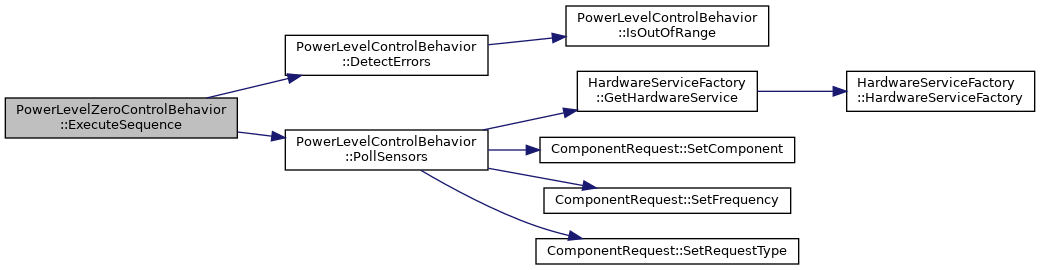 PowerLevelZeroControlBehavior
::ExecuteSequence
PowerLevelControlBehavior
::DetectErrors
PowerLevelControlBehavior
::IsOutOfRange
PowerLevelControlBehavior
::PollSensors
HardwareServiceFactory
::GetHardwareService
HardwareServiceFactory
::HardwareServiceFactory
ComponentRequest::SetComponent
ComponentRequest::SetFrequency
ComponentRequest::SetRequestType